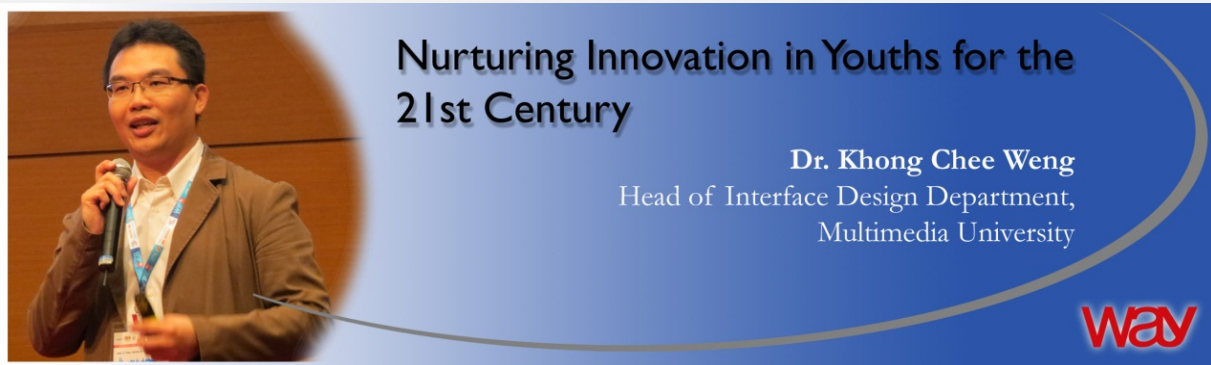 Nurturing Innovation in Youths for the
21st Century
Dr. Khong Chee Weng
Head of Interface Design Department,
Multimedia University
way